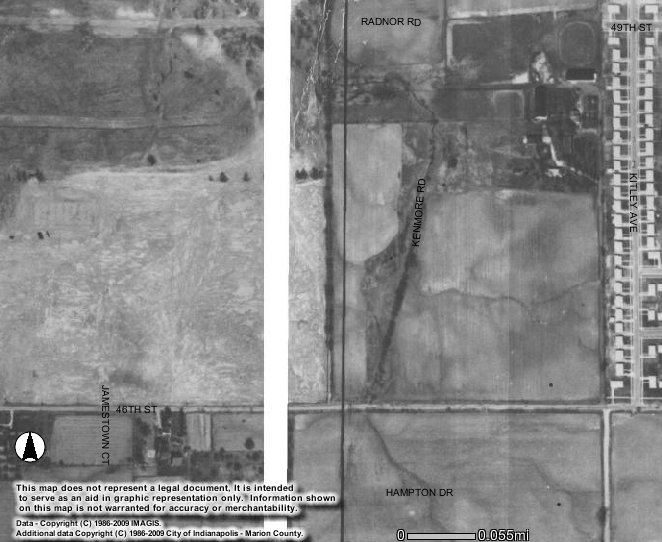 RADNOR RD
49TH ST
KITLEY AVE
KENMORE RD
JAMESTOWN CT
46TH ST
HAMPTON DR
This map does not represent a legal document, It is intended
to serve as an aid in graphic representation only. Information shown
on this map is not warranted for accuracy or merchantability.
Data - Copyright (C) 1986-2009 IMAGIS.
Additional data Copyright (C) 1986-2009 City of Indianapolis - Marion County.
0 0.055mi